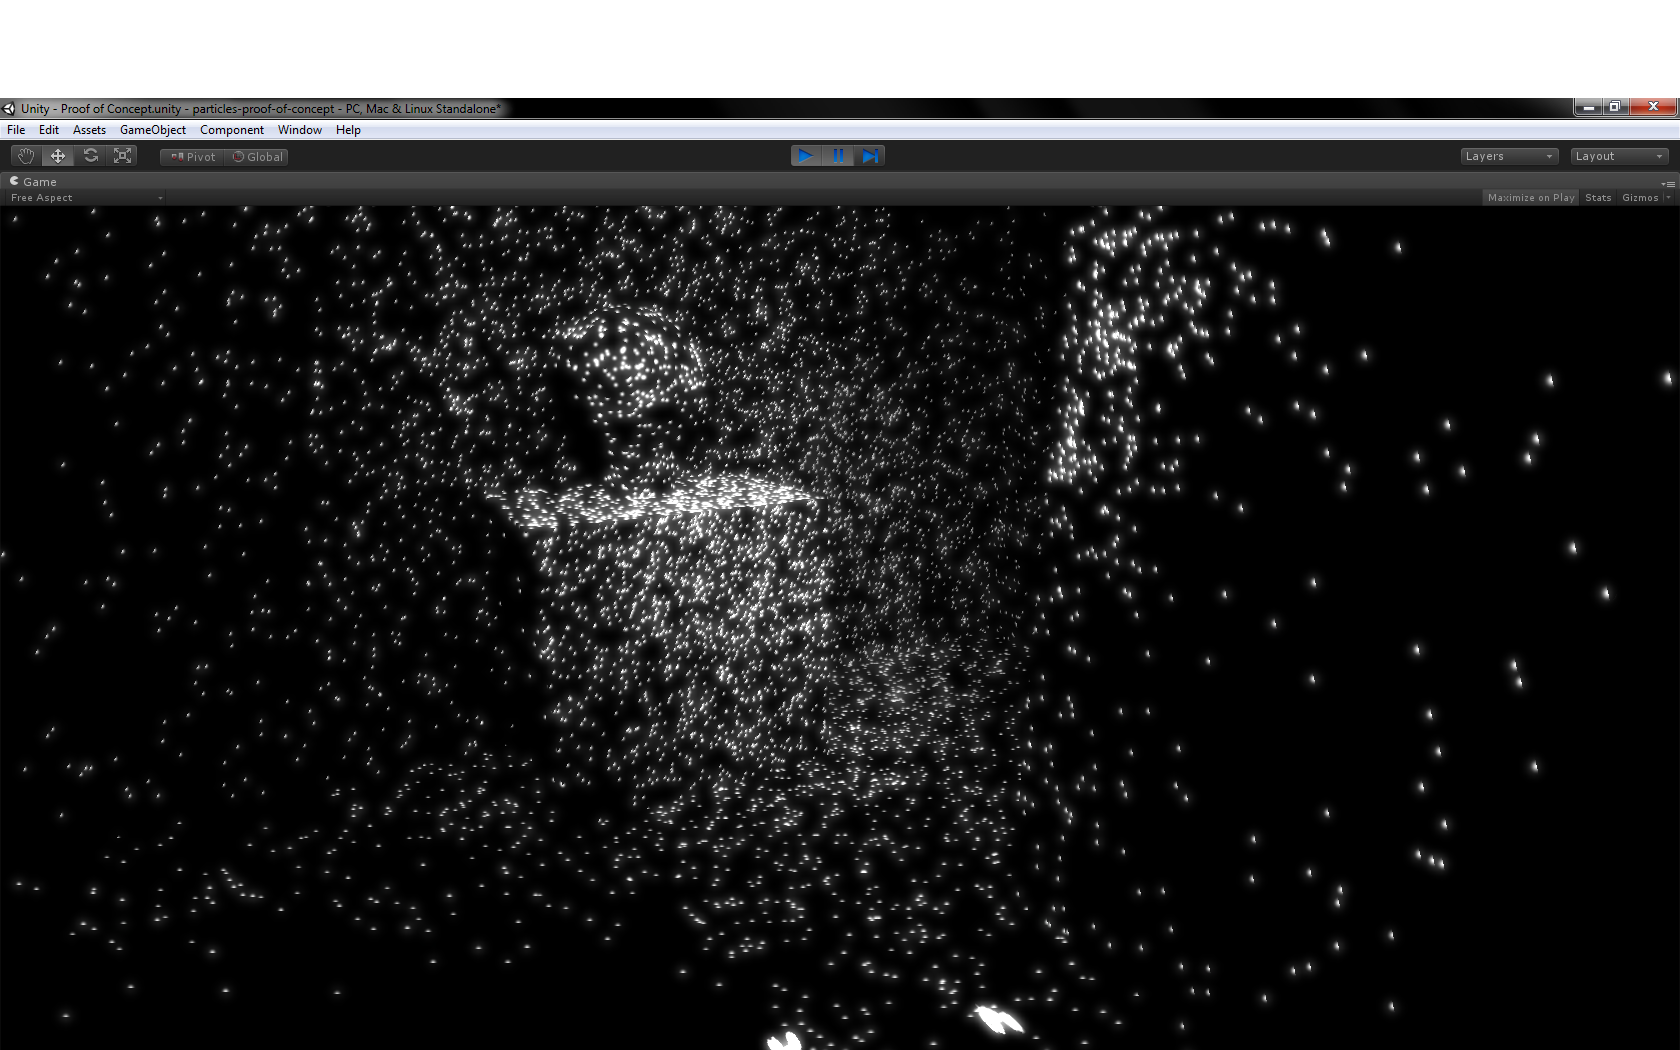 Unity - Proof of Concept.unity - particles-proof-of-concept - PC, Mac & Linux Standalone*
File Edit Assets GameObject Component Window Help
Pivot Global Layers Layout
Game
Free Aspect Maximize on Play Stats Gizmos